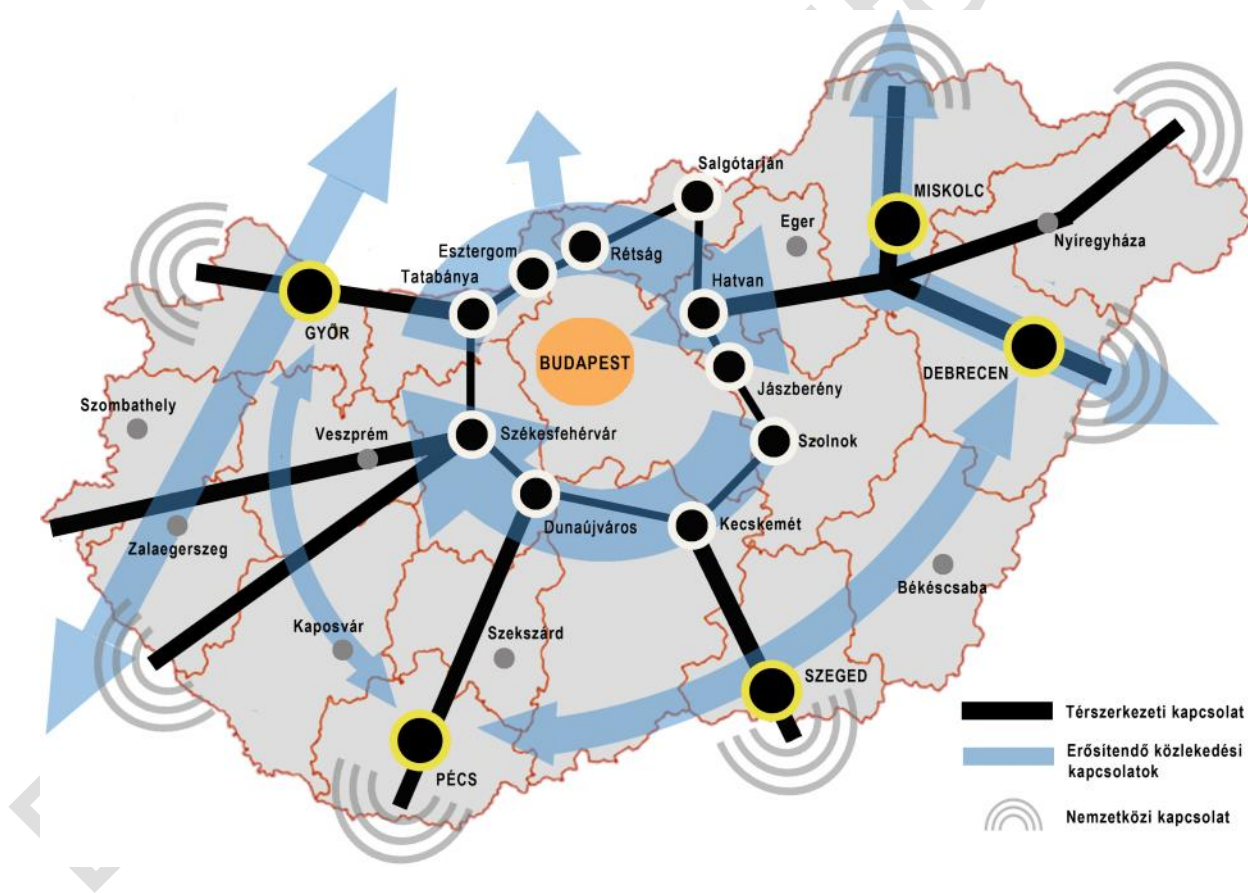 Salgótarján
MISKOLC
Eger
Nyíregyháza
Esztergom
Rétság
Tatabánya
Hatvan
GYŐR
BUDAPEST
DEBRECEN
Jászberény
Szombathely
Veszprém
Székesfehérvár
Szolnok
Dunaújváros
Kecskemét
Zalaegerszeg
Békéscsaba
Kaposvár
Szekszárd
SZEGED
PÉCS
Térszerkezeti kapcsolat
Erősítendő közlekedési
kapcsolatok
Nemzetközi kapcsolat